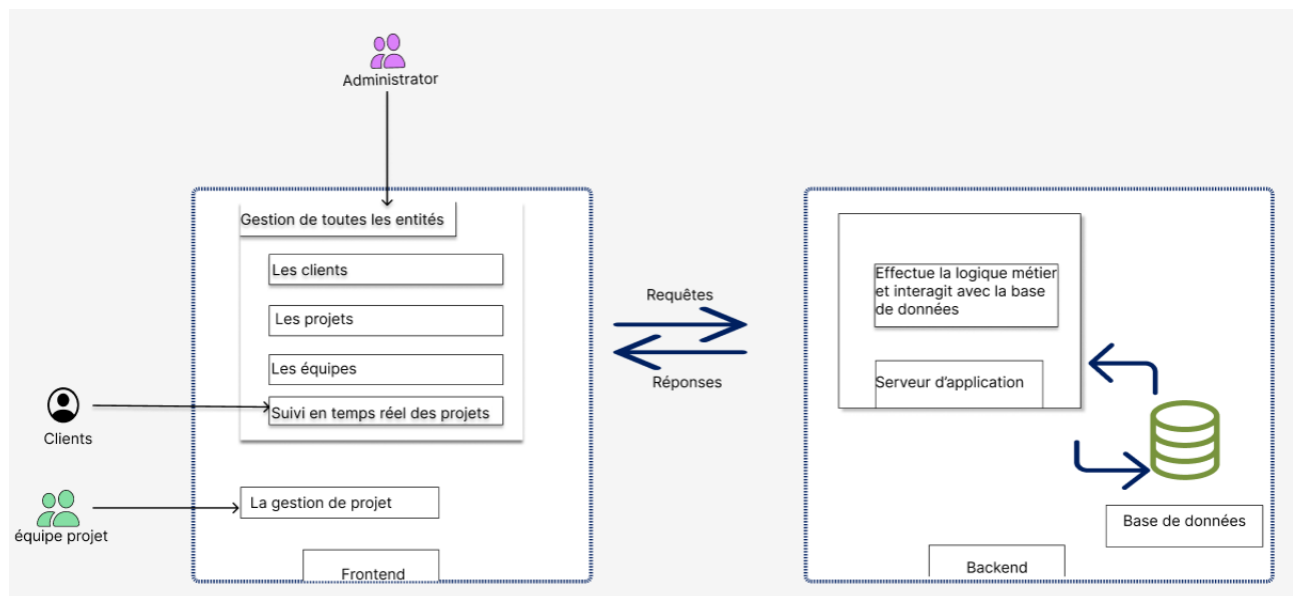 Administrator
Gestion de toutes les entités
Les clients
Les projets
Les équipes
Suivi en temps réel des projets
Clients
La gestion de projet
équipe projet
Frontend
Requêtes
Réponses
Effectue la logique métier
et interagit avec la base
de données
Serveur d’application
Base de données
Backend